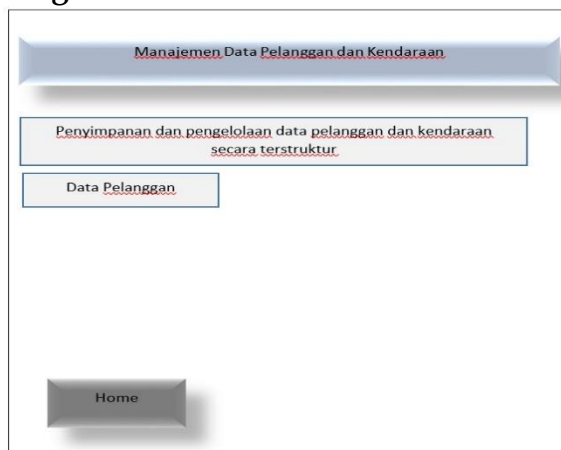 Manajemen Data Pelanggan dan Kendaraan
Penyimpanan dan pengelolaan data pelanggan dan kendaraan
secara terstruktur
Data Pelanggan
Home